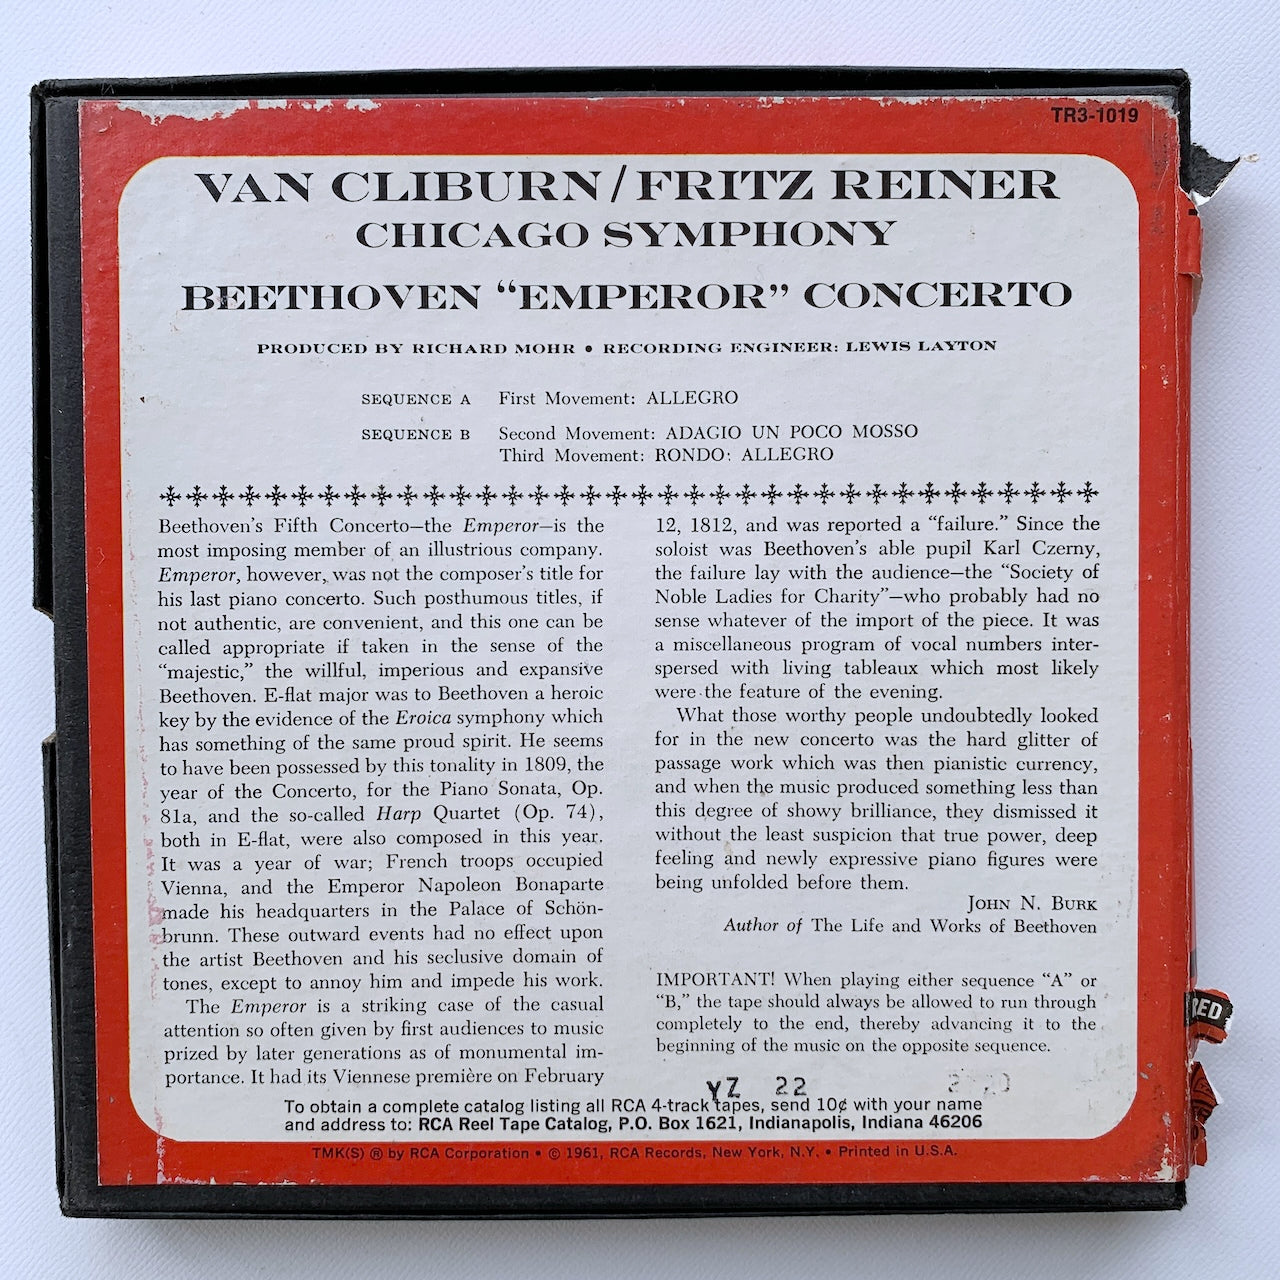 TR3-1019
VAN CLIBURN/FRITZ REINER
CHICAGO SYMPHONY
BEETHOVEN “EMPEROR” CONCERTO
PRODUCED BY RICHARD MOHR • RECORDING ENGINEER: LEWIS LAYTON
SEQUENCE A First Movement: ALLEGRO
SEQUENCE B Second Movement: ADAGIO UN POCO MOSSO
Third Movement: RONDO: ALLEGRO
Beethoven’s Fifth Concerto—the Emperor—is the
most imposing member of an illustrious company.
Emperor, however, was not the composer’s title for
his last piano concerto. Such posthumous titles, if
not authentic, are convenient, and this one can be
called appropriate if taken in the sense of the
“majestic,” the willful, imperious and expansive
Beethoven. E-flat major was to Beethoven a heroic
key by the evidence of the Eroica symphony which
has something of the same proud spirit. He seems
to have been possessed by this tonality in 1809, the
year of the Concerto, for the Piano Sonata, Op.
81a, and the so-called Harp Quartet (Op. 74),
both in E-flat, were also composed in this year.
It was a year of war; French troops occupied
Vienna, and the Emperor Napoleon Bonaparte
made his headquarters in the Palace of Schön-
brunn. These outward events had no effect upon
the artist Beethoven and his seclusive domain of
tones, except to annoy him and impede his work.
The Emperor is a striking case of the casual
attention so often given by first audiences to music
prized by later generations as of monumental im-
portance. It had its Viennese première on February
12, 1812, and was reported a “failure.” Since the
soloist was Beethoven’s able pupil Karl Czerny,
the failure lay with the audience—the “Society of
Noble Ladies for Charity”—who probably had no
sense whatever of the import of the piece. It was
a miscellaneous program of vocal numbers inter-
spersed with living tableaux which most likely
were the feature of the evening.
What those worthy people undoubtedly looked
for in the new concerto was the hard glitter of
passage work which was then pianistic currency,
and when the music produced something less than
this degree of showy brilliance, they dismissed it
without the least suspicion that true power, deep
feeling and newly expressive piano figures were
being unfolded before them.
JOHN N. BURK
Author of The Life and Works of Beethoven
IMPORTANT! When playing either sequence “A” or
“B,” the tape should always be allowed to run through
completely to the end, thereby advancing it to the
beginning of the music on the opposite sequence.
YZ 22
To obtain a complete catalog listing all RCA 4-track tapes, send 10¢ with your name
and address to: RCA Reel Tape Catalog, P.O. Box 1621, Indianapolis, Indiana 46206
TMK(S) ® by RCA Corporation • © 1961, RCA Records, New York, N.Y. • Printed in U.S.A.